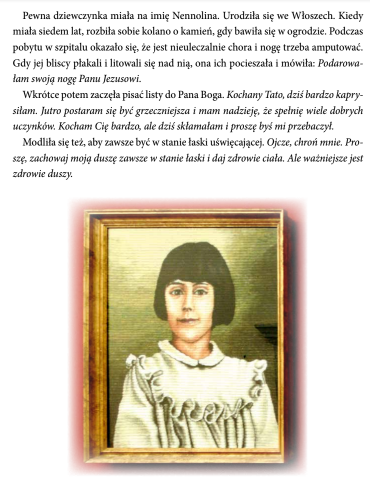 Pewna dziewczynka miała na imię Nennolina. Urodziła się we Włoszech. Kiedy
miała siedem lat, rozbiła sobie kolano o kamień, gdy bawiła się w ogrodzie. Podczas
pobytu w szpitalu okazało się, że jest nieuleczalnie chora i nogę trzeba amputować.
Gdy jej bliscy płakali i litowali się nad nią, ona ich pocieszała i mówiła: Podarowa-
łam swoją nogę Panu Jezusowi.
Wkrótce potem zaczęła pisać listy do Pana Boga. Kochany Tato, dziś bardzo kapry-
siłam. Jutro postaram się być grzeczniejsza i mam nadzieję, że spełnię wiele dobrych
uczynków. Kocham Cię bardzo, ale dziś skłamałam i proszę byś mi przebaczył.
Modliła się też, aby zawsze być w stanie łaski uświęcającej. Ojcze, chroń mnie. Pro-
szę, zachowaj moją duszę zawsze w stanie łaski i daj zdrowie ciała. Ale ważniejsze jest
zdrowie duszy.